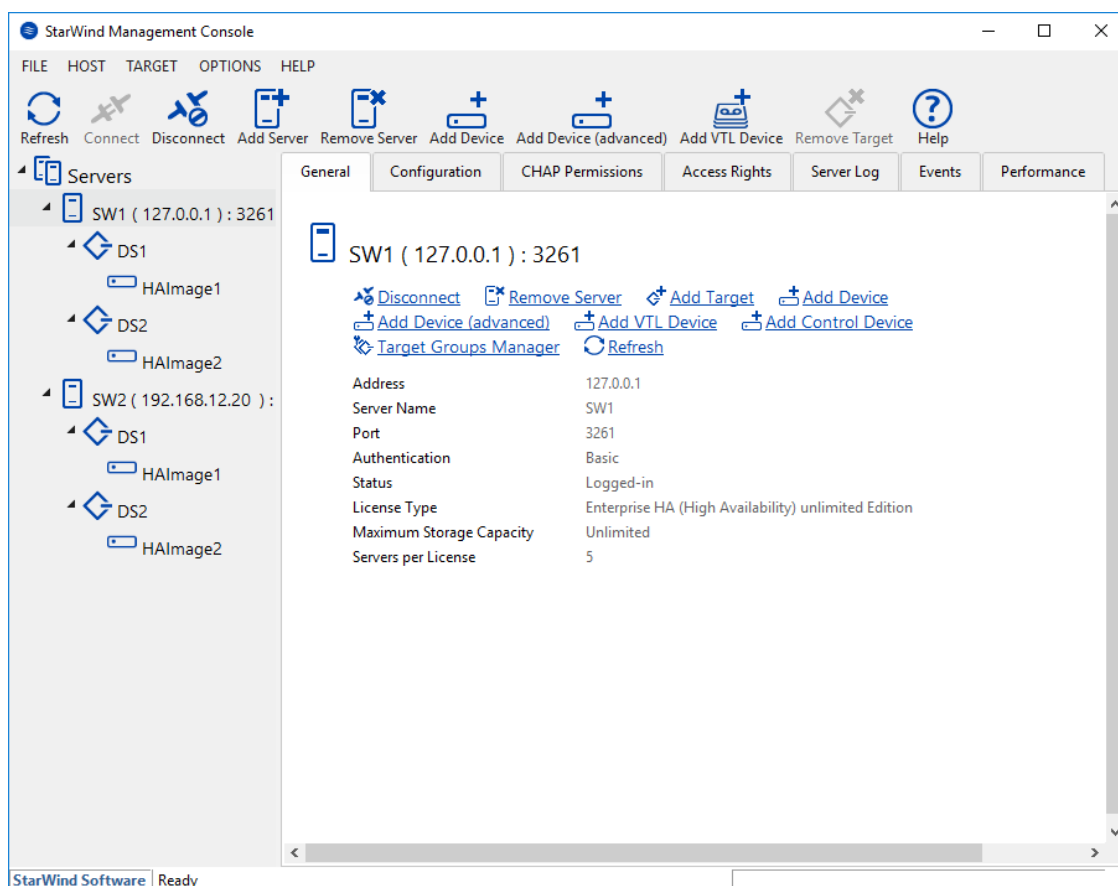 StarWind Management Console
FILE HOST TARGET OPTIONS HELP
Refresh Connect Disconnect Add Server Remove Server Add Device Add Device (advanced) Add VTL Device Remove Target Help
Servers
SW1 ( 127.0.0.1 ) : 3261
DS1
HAImage1
DS2
HAImage2
SW2 ( 192.168.12.20 ) :
DS1
HAImage1
DS2
HAImage2
General Configuration CHAP Permissions Access Rights Server Log Events Performance
SW1 ( 127.0.0.1 ) : 3261
Disconnect Remove Server Add Target Add Device
Add Device (advanced) Add VTL Device Add Control Device
Target Groups Manager Refresh
Address 127.0.0.1
Server Name SW1
Port 3261
Authentication Basic
Status Logged-in
License Type Enterprise HA (High Availability) unlimited Edition
Maximum Storage Capacity Unlimited
Servers per License 5
StarWind Software Ready